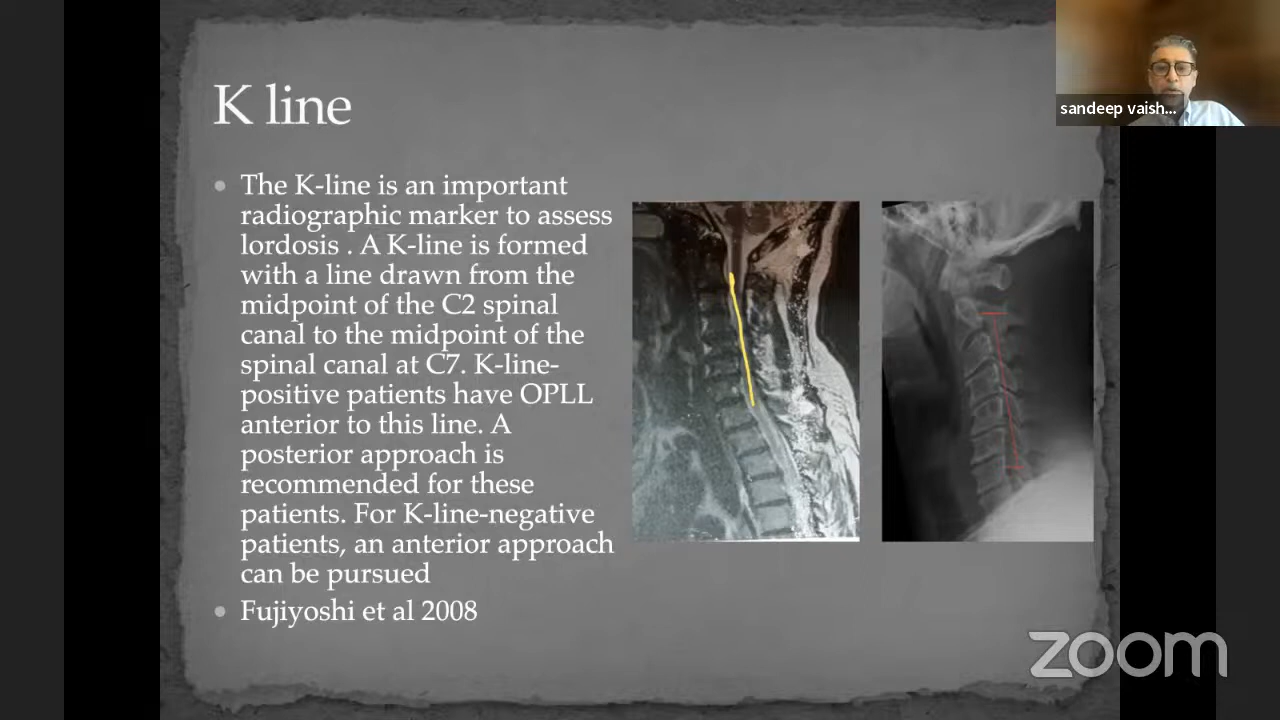 K line
The K-line is an important
radiographic marker to assess
lordosis . A K-line is formed
with a line drawn from the
midpoint of the C2 spinal
canal to the midpoint of the
spinal canal at C7. K-line-
positive patients have OPLL
anterior to this line. A
posterior approach is
recommended for these
patients. For K-line-negative
patients, an anterior approach
can be pursued
Fujiyoshi et al 2008
sandeep vaish...
zoom